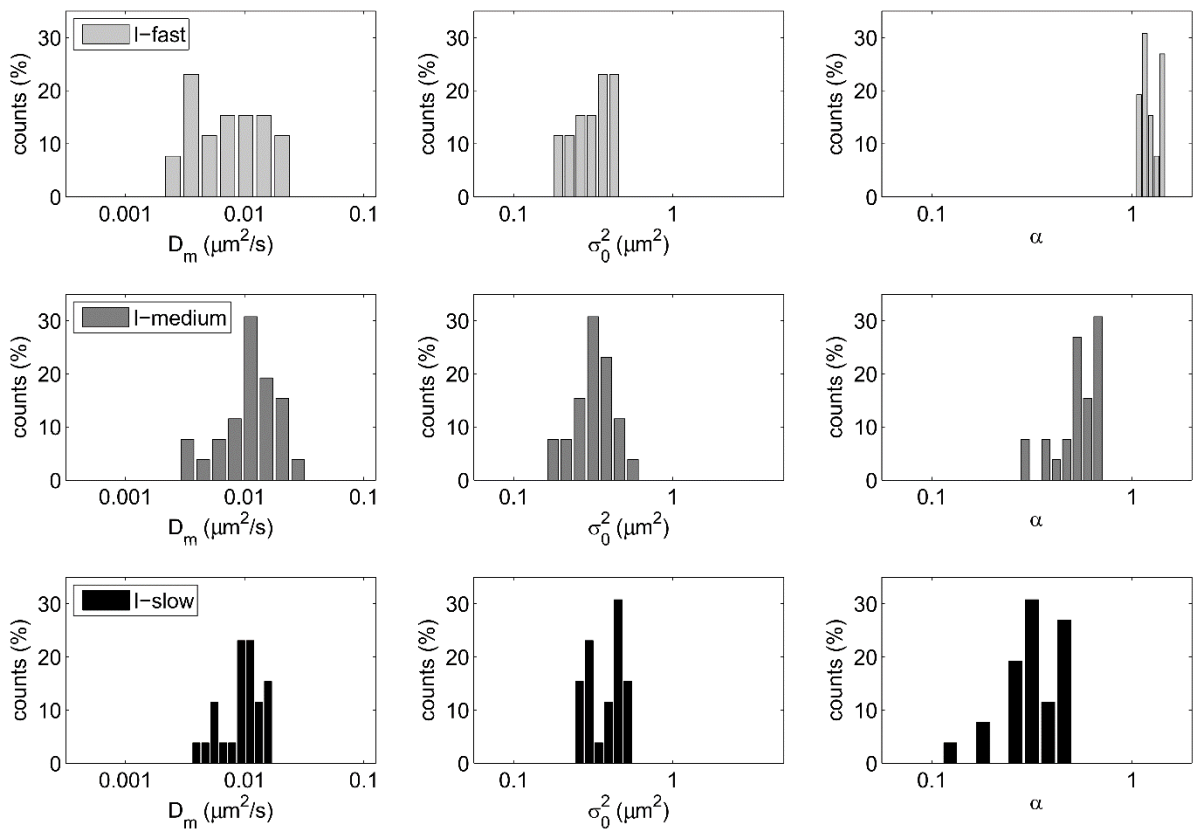 I−fast
counts (%)
30
20
10
0
0.001 0.01 0.1
D_m (μm²/s)
counts (%)
30
20
10
0
0.1 1
σ₀² (μm²)
counts (%)
30
20
10
0
0.1 1
α
I−medium
counts (%)
30
20
10
0
0.001 0.01 0.1
D_m (μm²/s)
counts (%)
30
20
10
0
0.1 1
σ₀² (μm²)
counts (%)
30
20
10
0
0.1 1
α
I−slow
counts (%)
30
20
10
0
0.001 0.01 0.1
D_m (μm²/s)
counts (%)
30
20
10
0
0.1 1
σ₀² (μm²)
counts (%)
30
20
10
0
0.1 1
α